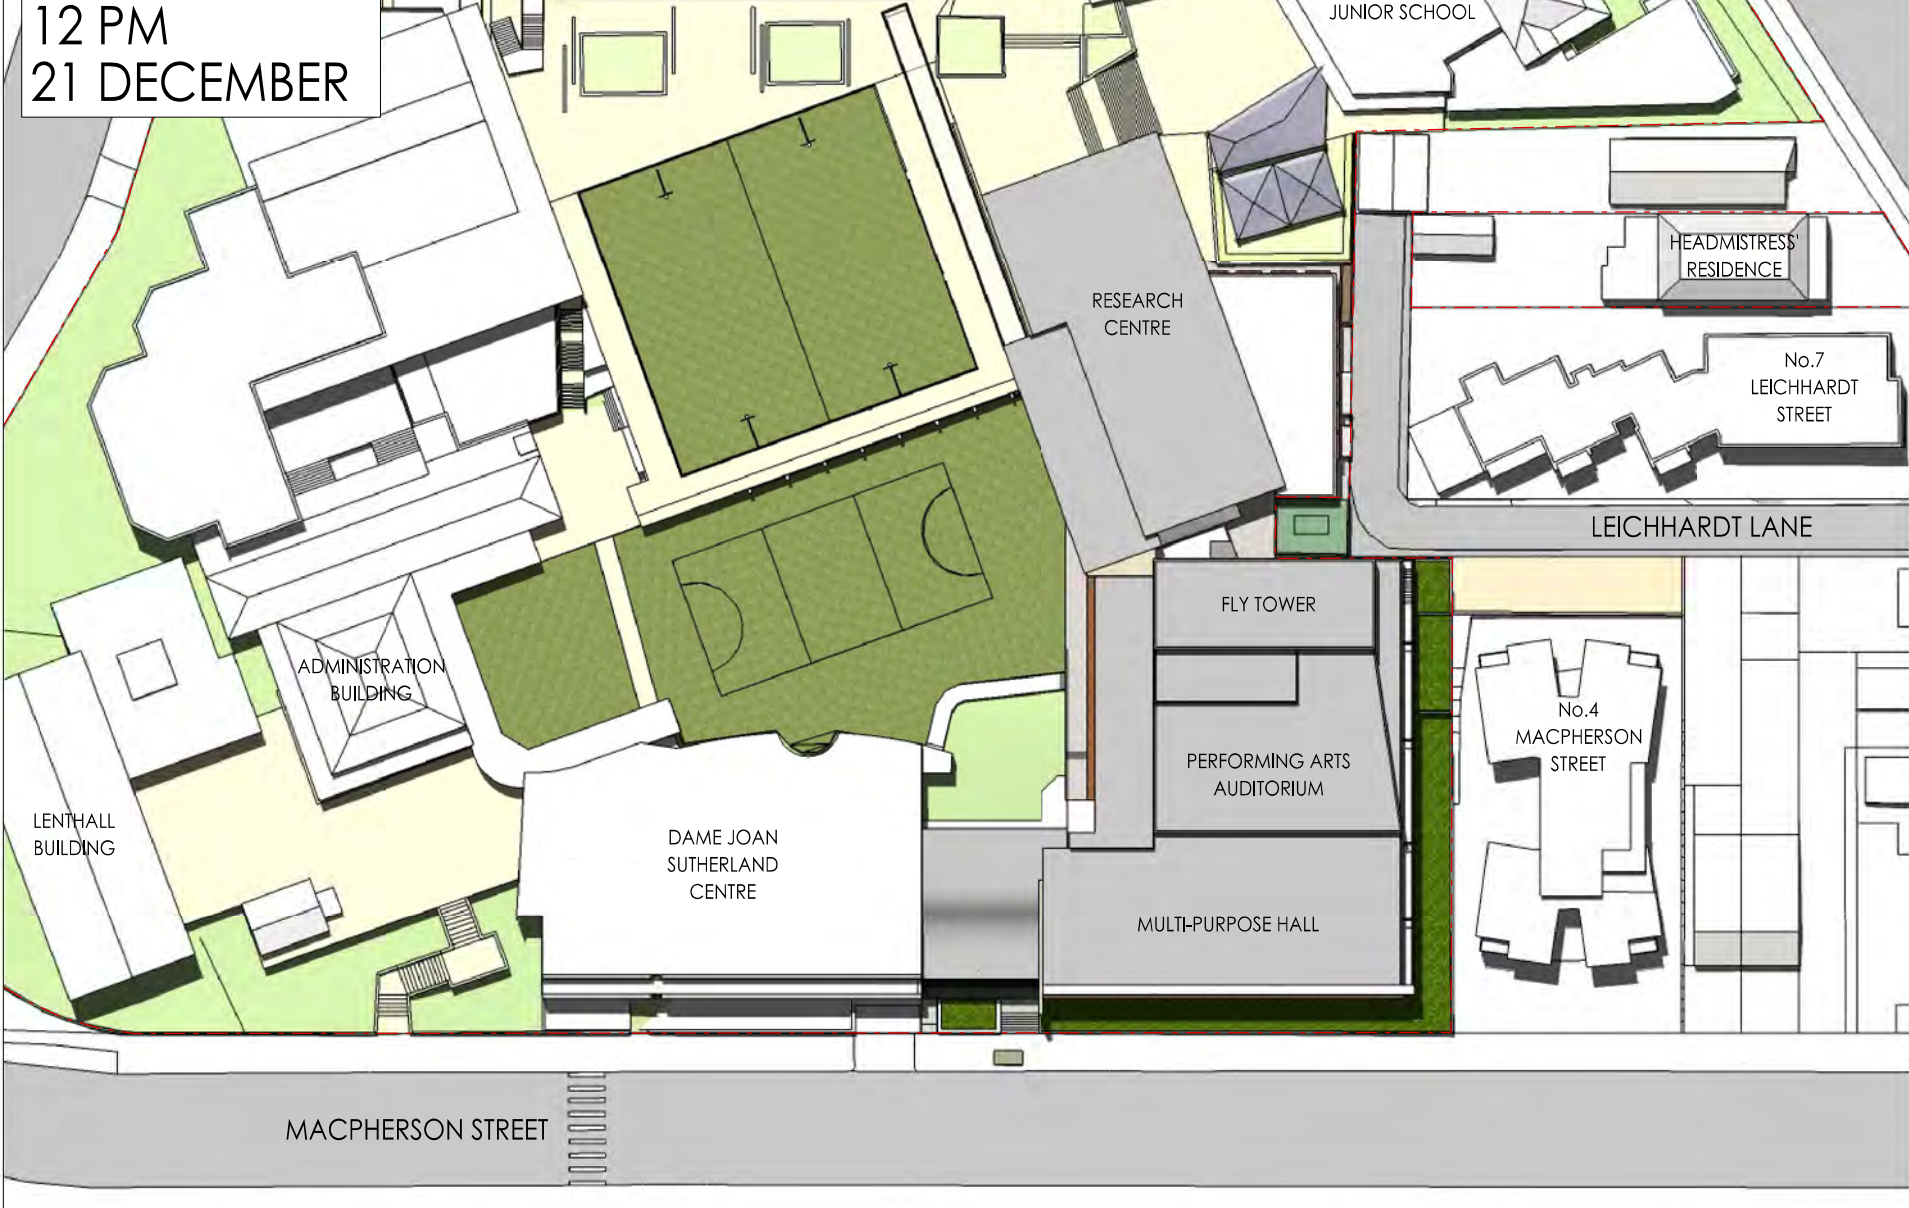 12 PM
21 DECEMBER
JUNIOR SCHOOL
HEADMISTRESS'
RESIDENCE
RESEARCH
CENTRE
No.7
LEICHHARDT
STREET
LEICHHARDT LANE
FLY TOWER
ADMINISTRATION
BUILDING
No.4
MACPHERSON
STREET
PERFORMING ARTS
AUDITORIUM
LENTHALL
BUILDING
DAME JOAN
SUTHERLAND
CENTRE
MULTI-PURPOSE HALL
MACPHERSON STREET